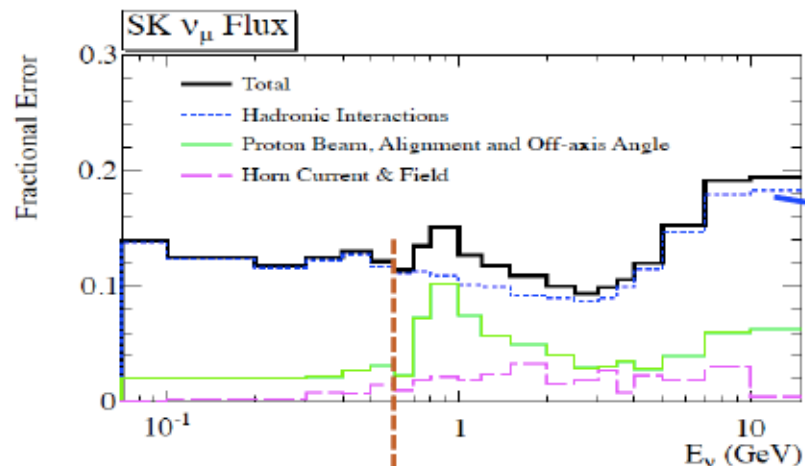 SK νμ Flux
0.3
Total
Hadronic Interactions
Proton Beam, Alignment and Off-axis Angle
Horn Current & Field
Fractional Error
0.2
0.1
0
10⁻¹
1
10
Eν (GeV)